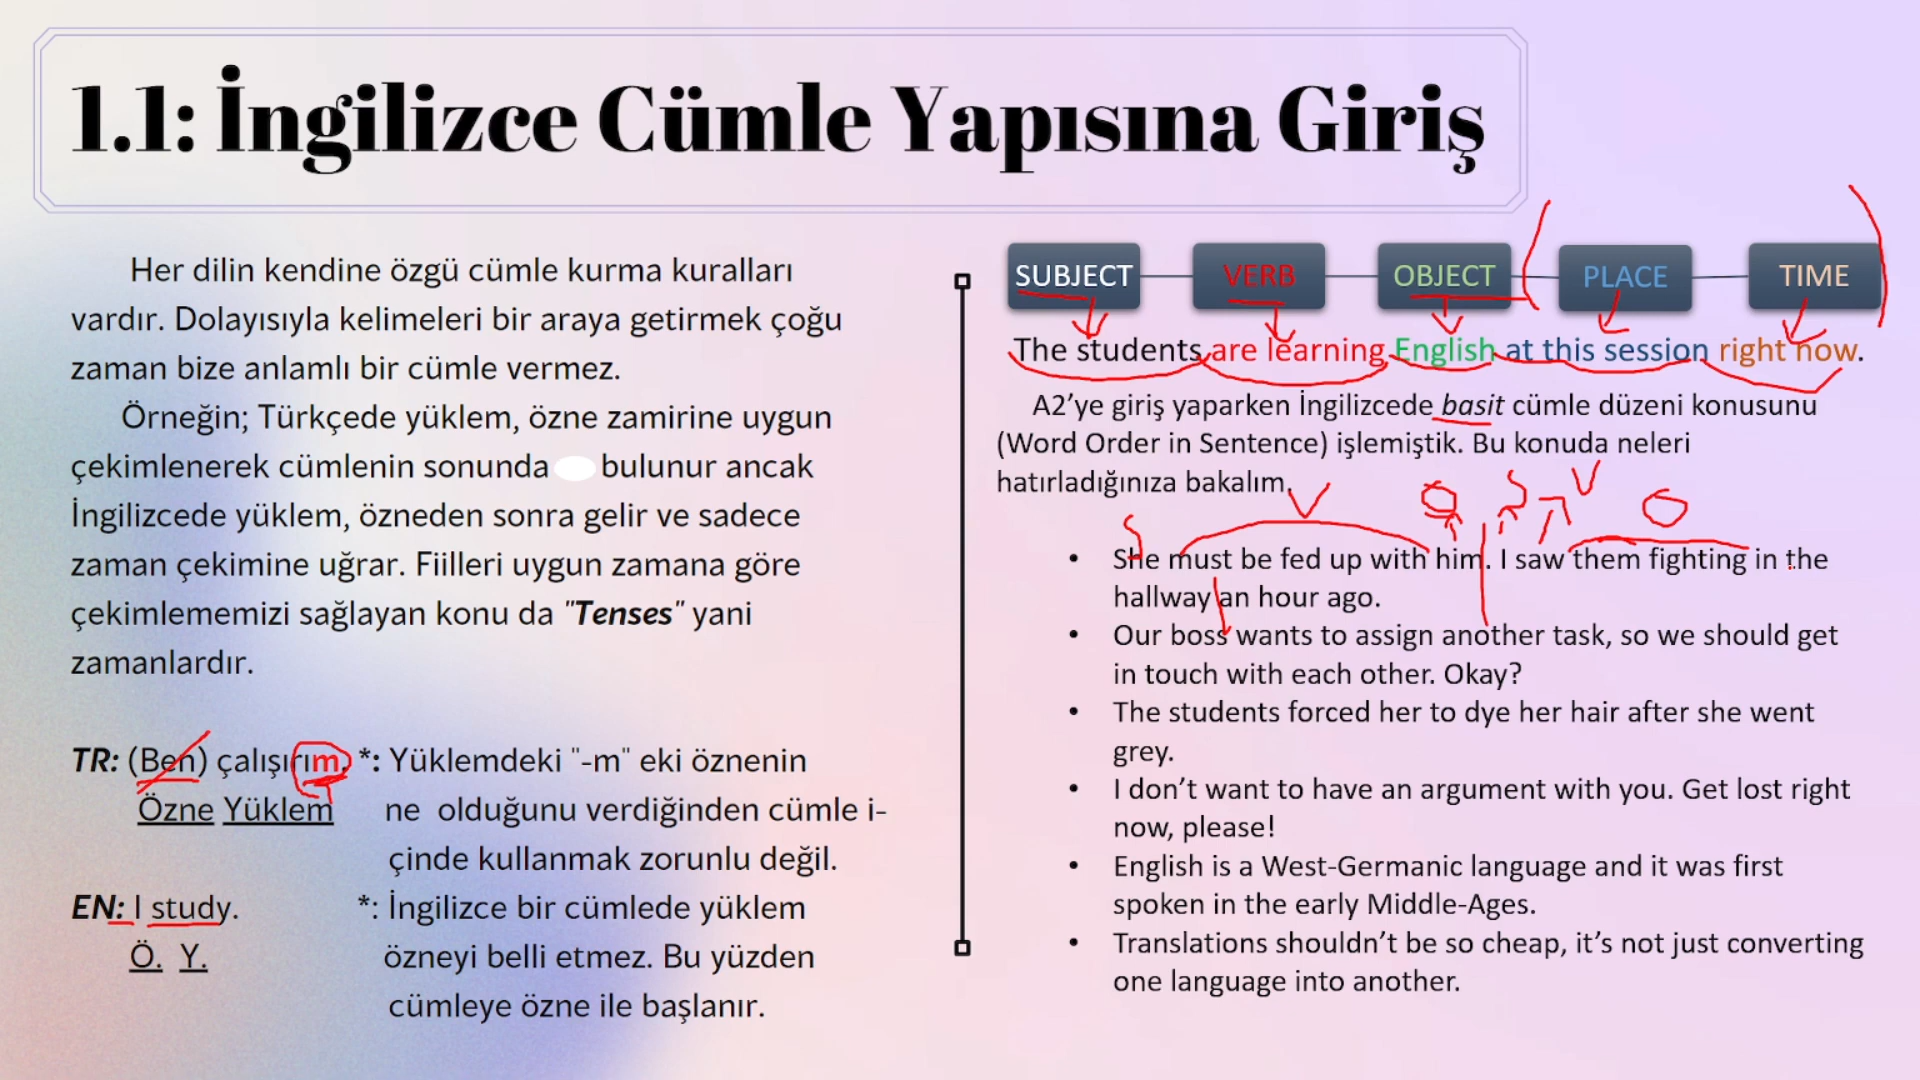 1.1: İngilizce Cümle Yapısına Giriş
Her dilin kendine özgü cümle kurma kuralları
vardır. Dolayısıyla kelimeleri bir araya getirmek çoğu
zaman bize anlamlı bir cümle vermez.
Örneğin; Türkçede yüklem, özne zamirine uygun
çekimlenerek cümlenin sonunda bulunur ancak
İngilizcede yüklem, özneden sonra gelir ve sadece
zaman çekimine uğrar. Fiilleri uygun zamana göre
çekimlememizi sağlayan konu da "Tenses" yani
zamanlardır.
TR: (Ben) çalışırım. *: Yüklemdeki "-m" eki öznenin
Özne Yüklem ne olduğunu verdiğinden cümle i-
çinde kullanmak zorunlu değil.
EN: I study. *: İngilizce bir cümlede yüklem
Ö. Y. özneyi belli etmez. Bu yüzden
cümleye özne ile başlanır.
SUBJECT VERB OBJECT PLACE TIME
The students are learning English at this session right now.
A2'ye giriş yaparken İngilizcede basit cümle düzeni konusunu
(Word Order in Sentence) işlemiştik. Bu konuda neleri
hatırladığınıza bakalım.
S V O S V O
• She must be fed up with him. I saw them fighting in the
hallway an hour ago.
• Our boss wants to assign another task, so we should get
in touch with each other. Okay?
• The students forced her to dye her hair after she went
grey.
• I don't want to have an argument with you. Get lost right
now, please!
• English is a West-Germanic language and it was first
spoken in the early Middle-Ages.
• Translations shouldn't be so cheap, it's not just converting
one language into another.